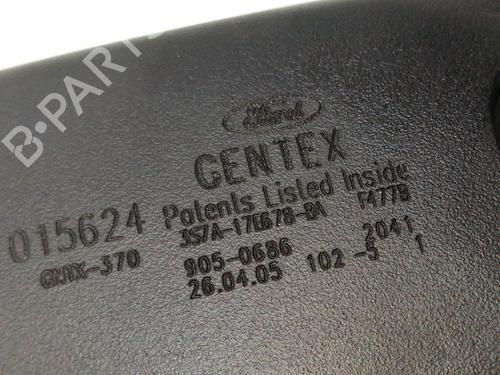 B-PARTS
Ford
GENTEX
015624 Patents Listed Inside
3S7A-17E678-BA F477B
GNTX-370 905-0686 2041
26.04.05 102-5 1